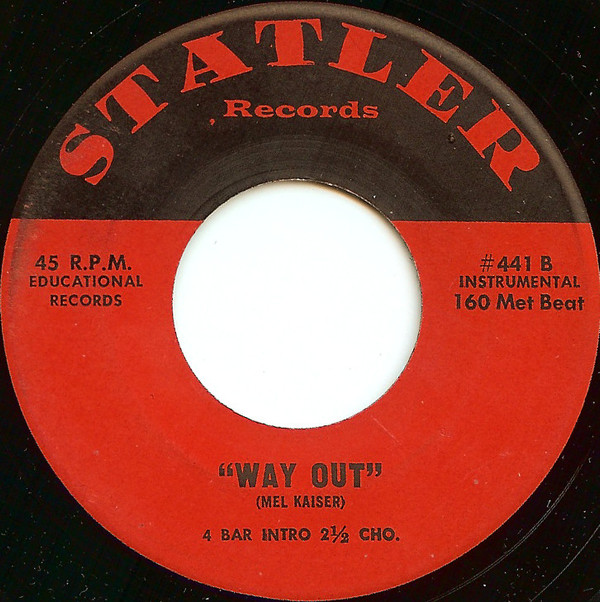 STATLER
Records
45 R.P.M.
EDUCATIONAL
RECORDS
#441 B
INSTRUMENTAL
160 Met Beat
“WAY OUT”
(MEL KAISER)
4 BAR INTRO 2½ CHO.